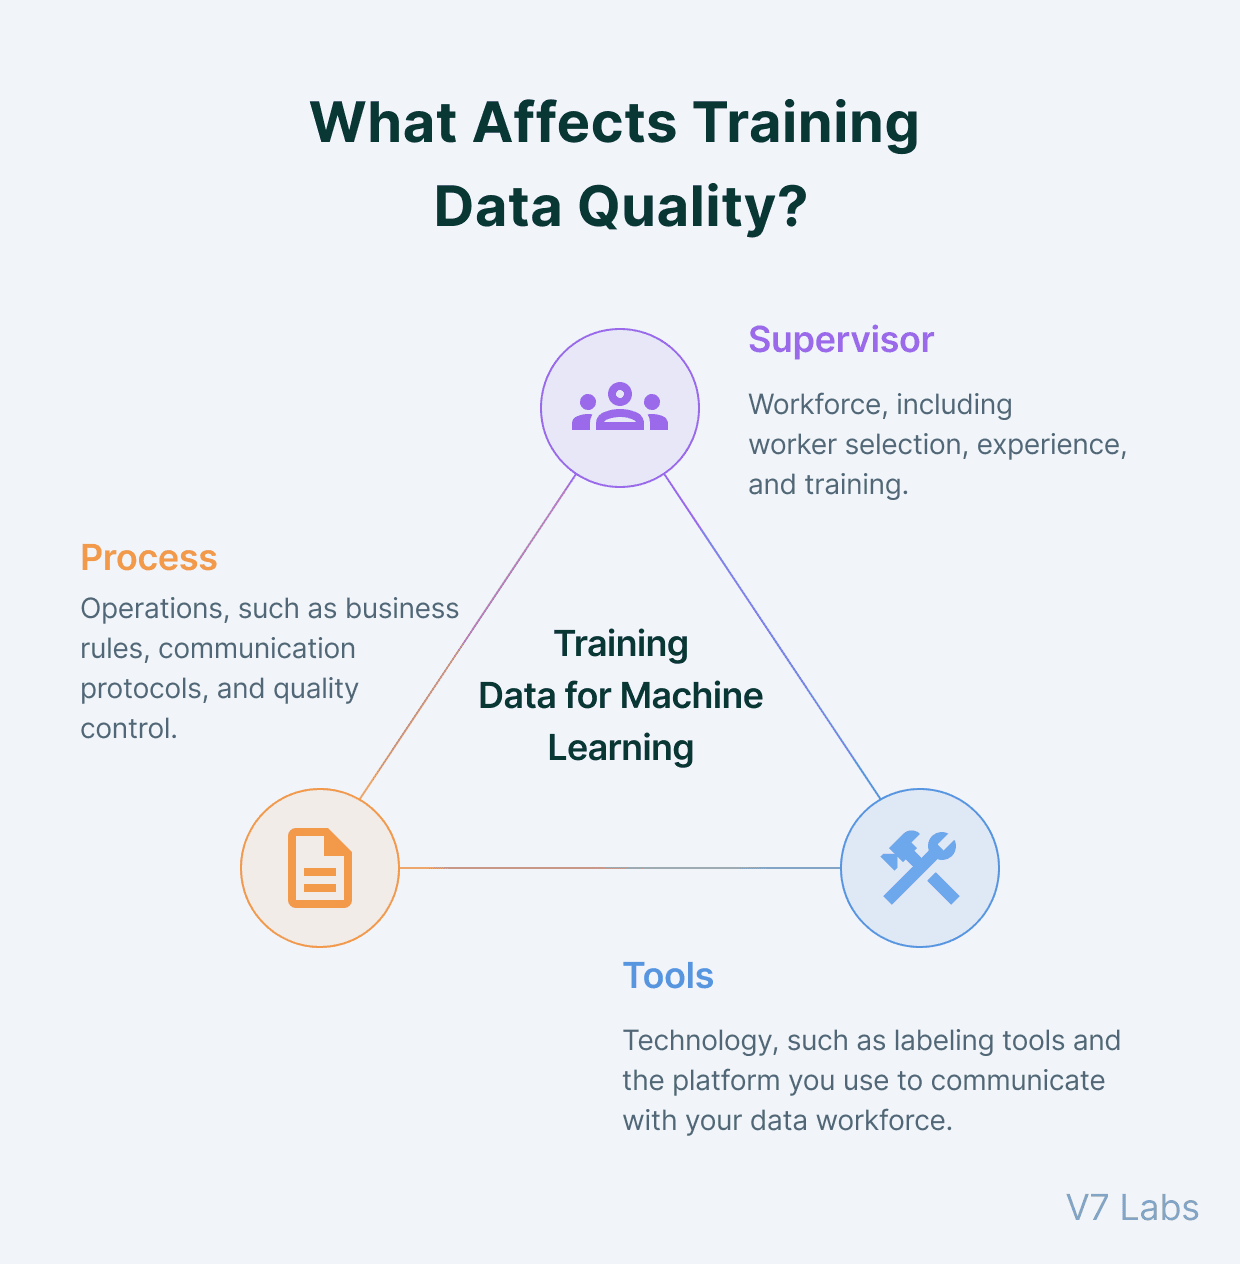 What Affects Training
Data Quality?
Supervisor
Workforce, including
worker selection, experience,
and training.
Process
Operations, such as business
rules, communication
protocols, and quality
control.
Training
Data for Machine
Learning
Tools
Technology, such as labeling tools and
the platform you use to communicate
with your data workforce.
V7 Labs